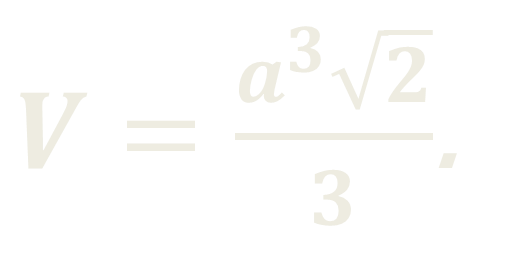 V = a³√2 / 3.